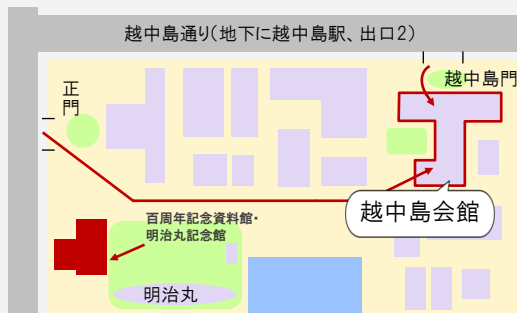 越中島通り(地下に越中島駅、出口2)
正門
越中島門
越中島会館
百周年記念資料館・
明治丸記念館
明治丸